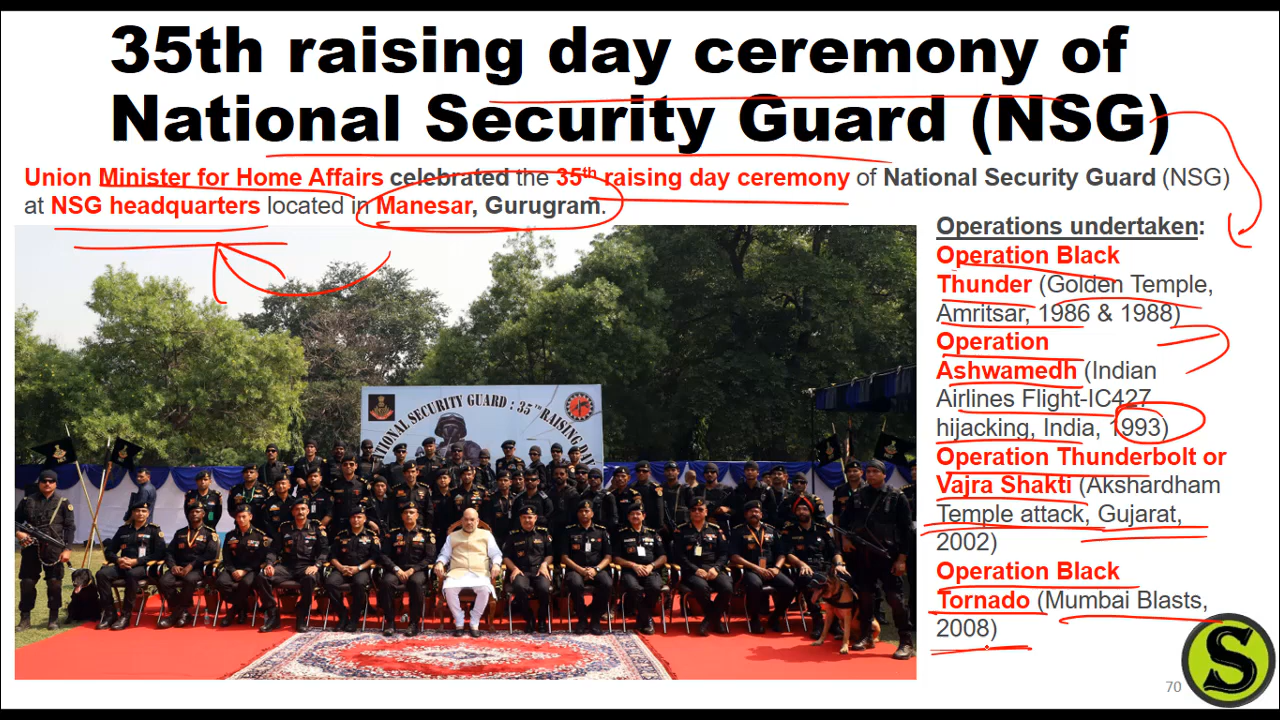 35th raising day ceremony of
National Security Guard (NSG)
Union Minister for Home Affairs celebrated the 35th raising day ceremony of National Security Guard (NSG)
at NSG headquarters located in Manesar, Gurugram.
Operations undertaken:
Operation Black
Thunder (Golden Temple,
Amritsar, 1986 & 1988)
Operation
Ashwamedh (Indian
Airlines Flight-IC427
hijacking, India, 1993)
Operation Thunderbolt or
Vajra Shakti (Akshardham
Temple attack, Gujarat,
2002)
Operation Black
Tornado (Mumbai Blasts,
2008)
NATIONAL SECURITY GUARD : 35TH RAISING DAY
70
S